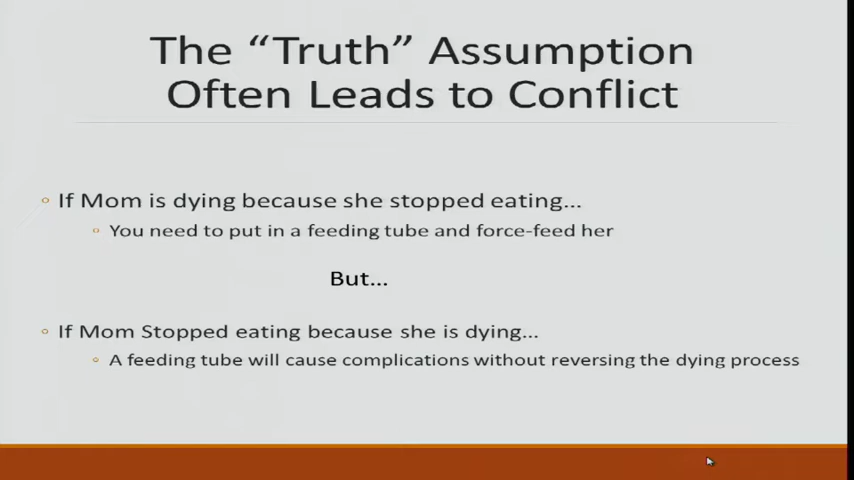 The “Truth” Assumption
Often Leads to Conflict
If Mom is dying because she stopped eating...
You need to put in a feeding tube and force-feed her
But...
If Mom Stopped eating because she is dying...
A feeding tube will cause complications without reversing the dying process